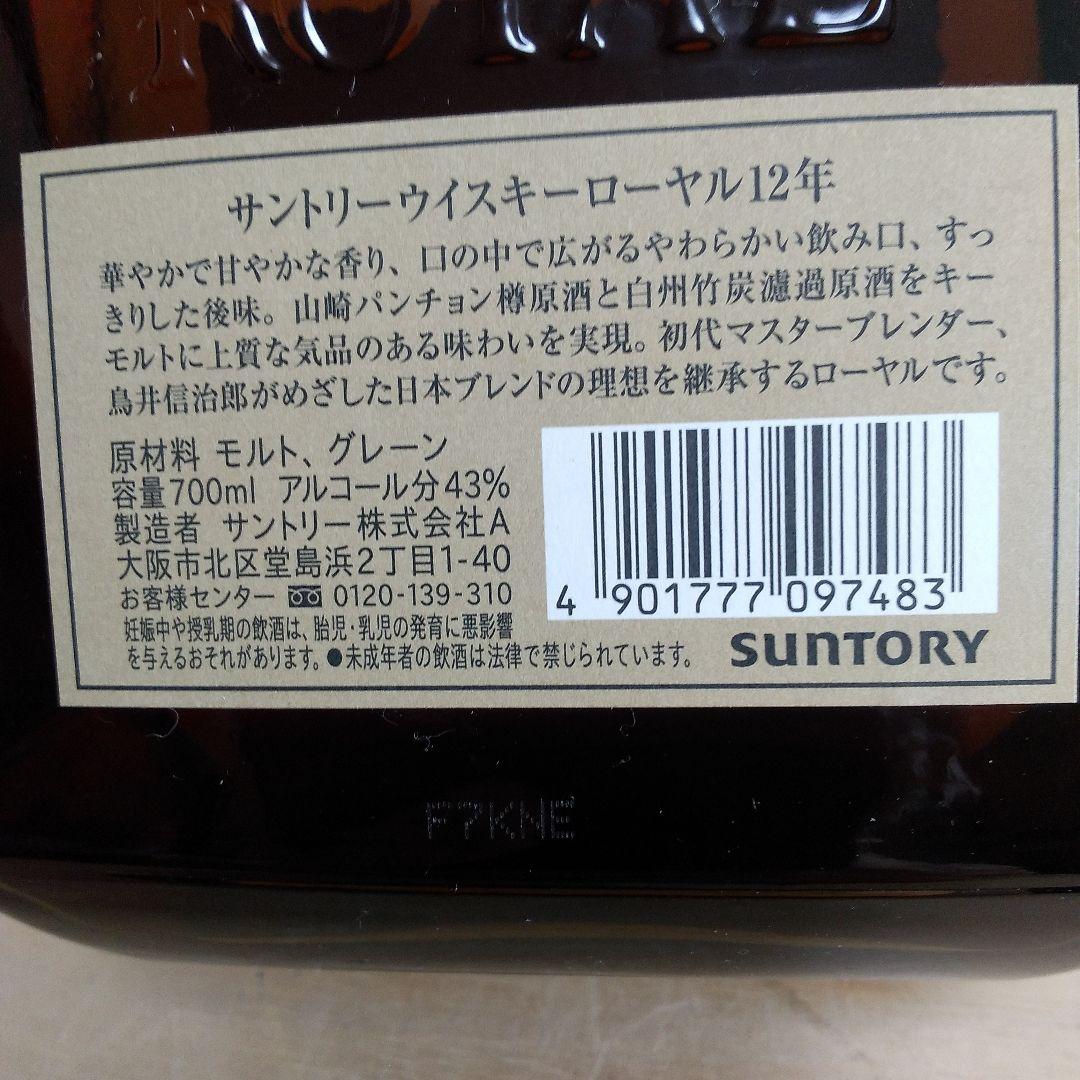 サントリーウイスキーローヤル12年
華やかで甘やかな香り、口の中で広がるやわらかい飲み口、すっ
きりした後味。山崎パンチョン樽原酒と白州竹炭濾過原酒をキー
モルトに上質な気品のある味わいを実現。初代マスターブレンダー、
鳥井信治郎がめざした日本ブレンドの理想を継承するローヤルです。
原材料 モルト、グレーン
容量700ml アルコール分43%
製造者 サントリー株式会社A
大阪市北区堂島浜2丁目1-40
お客様センター 0120-139-310
妊娠中や授乳期の飲酒は、胎児・乳児の発育に悪影響
を与えるおそれがあります。●未成年者の飲酒は法律で禁じられています。
4 901777 097483
SUNTORY
F7KNE